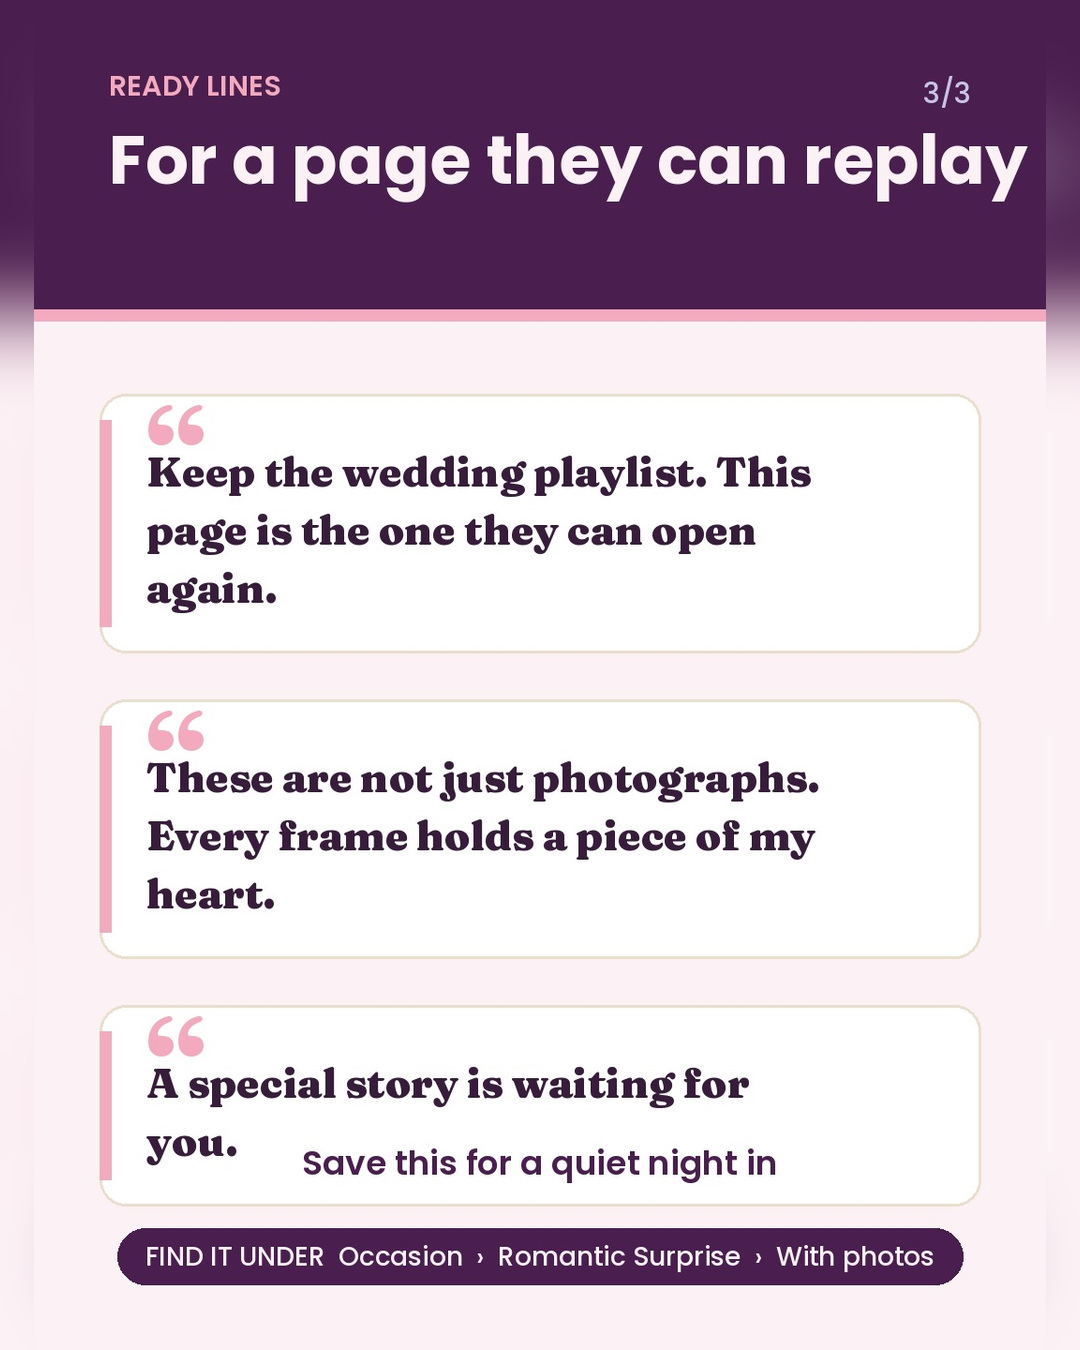 READY LINES
3/3
For a page they can replay
“
Keep the wedding playlist. This
page is the one they can open
again.
“
These are not just photographs.
Every frame holds a piece of my
heart.
“
A special story is waiting for
you.
Save this for a quiet night in
FIND IT UNDER Occasion › Romantic Surprise › With photos